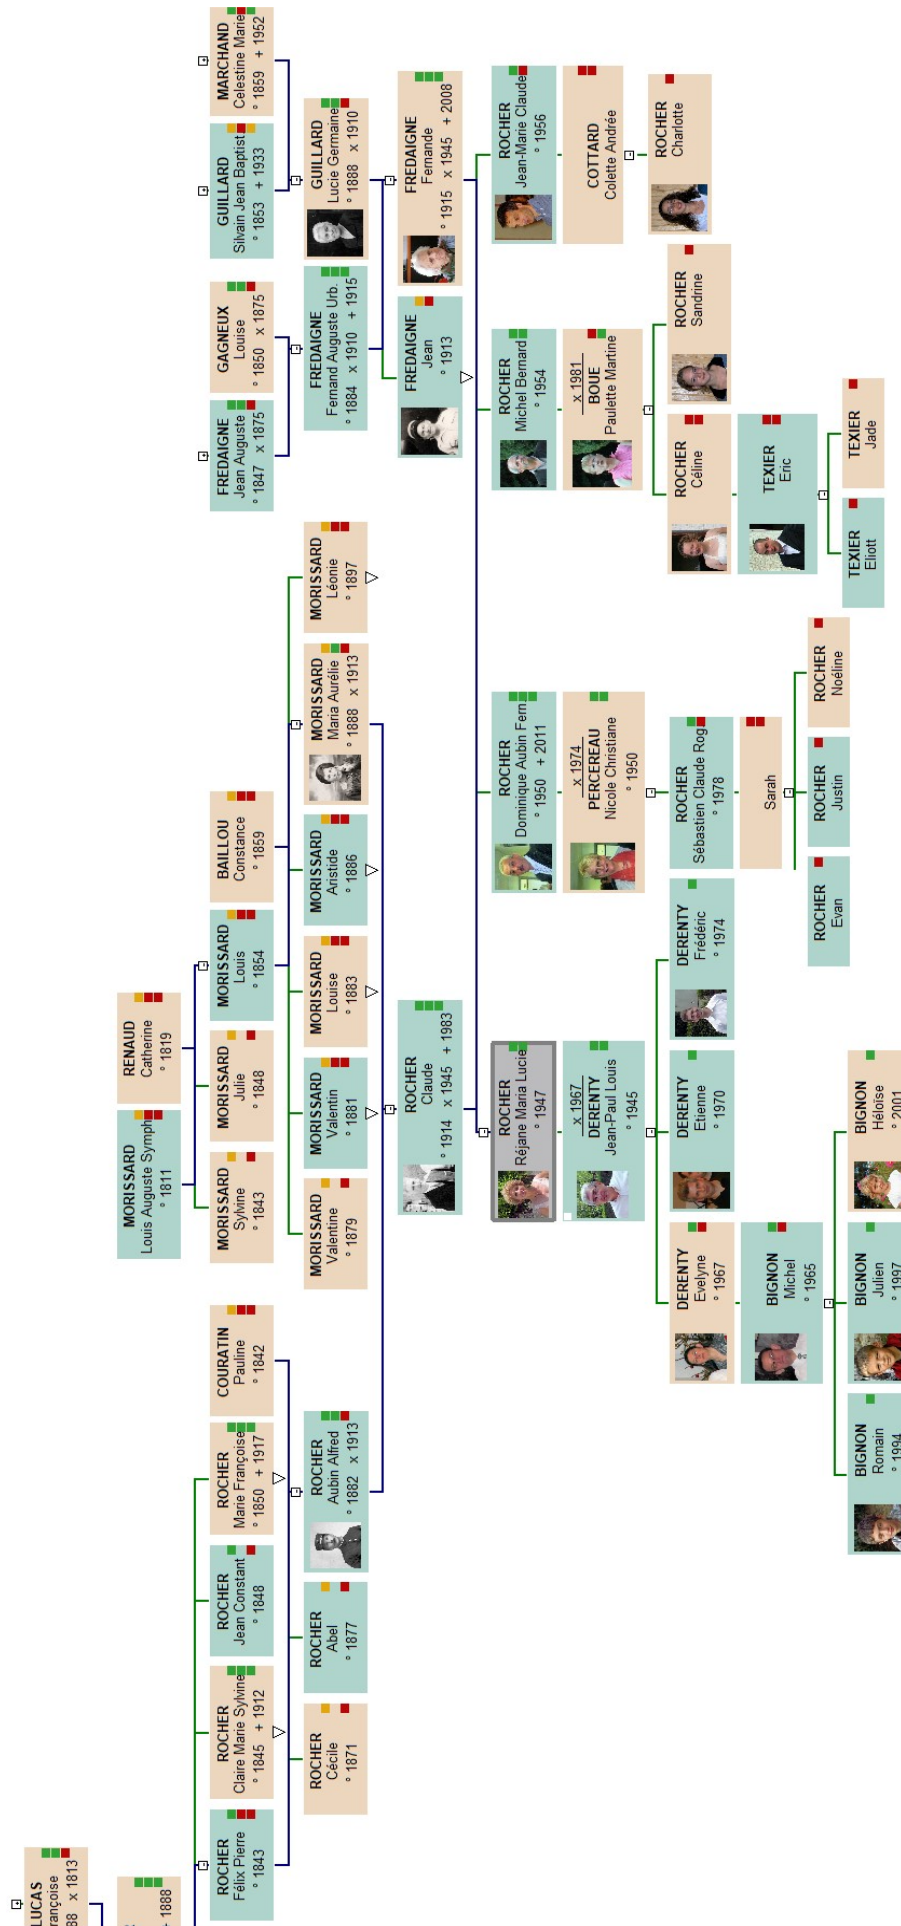 LUCAS
rançoise
88 x 1813
+ 1888
ROCHER
Félix Pierre
° 1843
ROCHER
Claire Marie Sylvine
° 1845 + 1912
ROCHER
Jean Constant
° 1848
ROCHER
Marie Françoise
° 1850 + 1917
COURATIN
Pauline
° 1842
ROCHER
Cécile
° 1871
ROCHER
Abel
° 1877
ROCHER
Aubin Alfred
° 1882 x 1913
MORISSARD
Louis Auguste Symph
° 1811
RENAUD
Catherine
° 1819
MORISSARD
Sylvine
° 1843
MORISSARD
Julie
° 1848
MORISSARD
Louis
° 1854
BAILLOU
Constance
° 1859
MORISSARD
Valentine
° 1879
MORISSARD
Valentin
° 1881
MORISSARD
Louise
° 1883
MORISSARD
Aristide
° 1886
MORISSARD
Maria Aurélie
° 1888 x 1913
MORISSARD
Léonie
° 1897
FREDAIGNE
Jean Auguste
° 1847 x 1875
GAGNEUX
Louise
° 1850 x 1875
GUILLARD
Silvain Jean Baptist
° 1853 + 1933
MARCHAND
Celestine Marie
° 1859 + 1952
FREDAIGNE
Fernand Auguste Urb.
° 1884 x 1910 + 1915
GUILLARD
Lucie Germaine
° 1888 x 1910
ROCHER
Claude
° 1914 x 1945 + 1983
FREDAIGNE
Jean
° 1913
FREDAIGNE
Fernande
° 1915 x 1945 + 2008
ROCHER
Réjane Maria Lucie
° 1947
x 1967
DERENTY
Jean-Paul Louis
° 1945
ROCHER
Dominique Aubin Fern
° 1950 + 2011
x 1974
PERCEREAU
Nicole Christiane
° 1950
ROCHER
Michel Bernard
° 1954
x 1981
BOUE
Paulette Martine
ROCHER
Jean-Marie Claude
° 1956
COTTARD
Colette Andrée
DERENTY
Evelyne
° 1967
BIGNON
Michel
° 1965
DERENTY
Etienne
° 1970
DERENTY
Frédéric
° 1974
ROCHER
Sébastien Claude Rog
° 1978
Sarah
ROCHER
Céline
TEXIER
Eric
ROCHER
Sandrine
ROCHER
Charlotte
BIGNON
Romain
° 1994
BIGNON
Julien
° 1997
BIGNON
Héloïse
° 2001
ROCHER
Evan
ROCHER
Justin
ROCHER
Noéline
TEXIER
Eliott
TEXIER
Jade